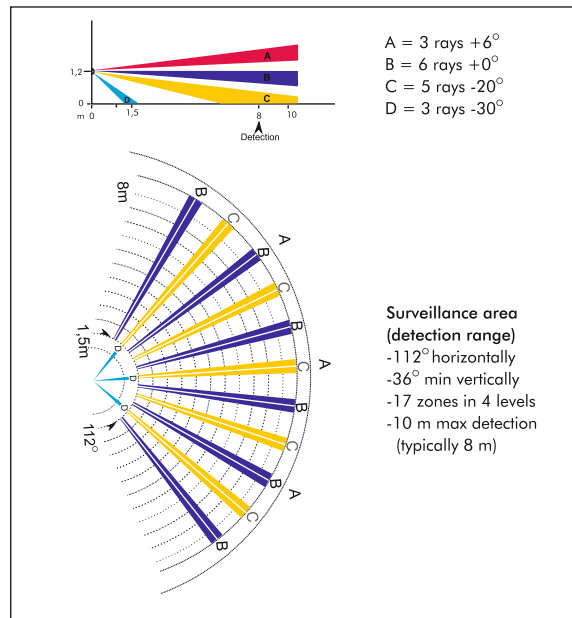 A
B
C
D
1,2
0
m
0
1,5
8
10
Detection
A = 3 rays +6°
B = 6 rays +0°
C = 5 rays -20°
D = 3 rays -30°
8m
B
C
A
B
C
B
A
C
B
C
B
A
C
B
1,5m
D
D
D
112°
Surveillance area
(detection range)
-112° horizontally
-36° min vertically
-17 zones in 4 levels
-10 m max detection
(typically 8 m)